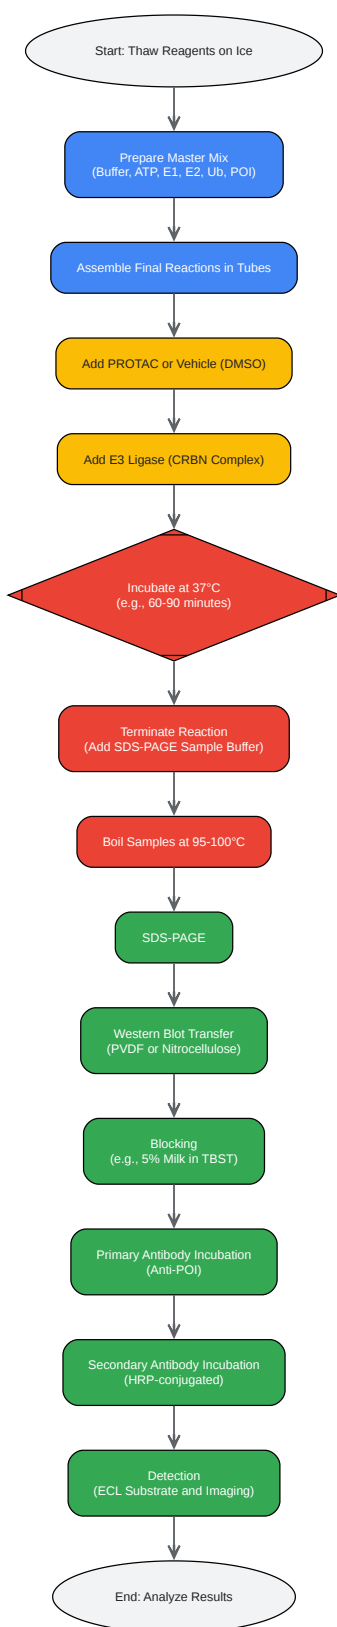 Start: Thaw Reagents on Ice
Prepare Master Mix
(Buffer, ATP, E1, E2, Ub, POI)
Assemble Final Reactions in Tubes
Add PROTAC or Vehicle (DMSO)
Add E3 Ligase (CRBN Complex)
Incubate at 37°C
(e.g., 60-90 minutes)
Terminate Reaction
(Add SDS-PAGE Sample Buffer)
Boil Samples at 95-100°C
SDS-PAGE
Western Blot Transfer
(PVDF or Nitrocellulose)
Blocking
(e.g., 5% Milk in TBST)
Primary Antibody Incubation
(Anti-POI)
Secondary Antibody Incubation
(HRP-conjugated)
Detection
(ECL Substrate and Imaging)
End: Analyze Results